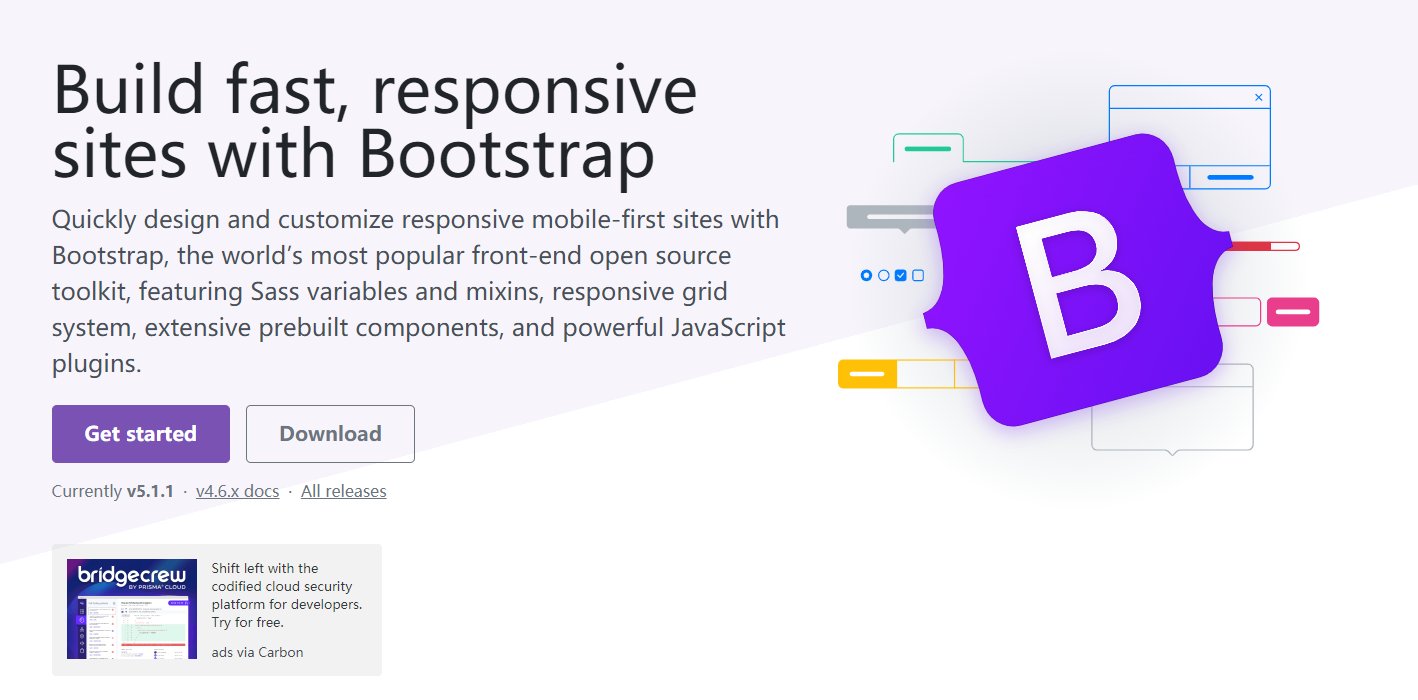 Build fast, responsive
sites with Bootstrap
Quickly design and customize responsive mobile-first sites with
Bootstrap, the world’s most popular front-end open source
toolkit, featuring Sass variables and mixins, responsive grid
system, extensive prebuilt components, and powerful JavaScript
plugins.
Get started Download
Currently v5.1.1 · v4.6.x docs · All releases
B
bridgecrew
BY PRISMA® CLOUD
Shift left with the
codified cloud security
platform for developers.
Try for free.
ads via Carbon